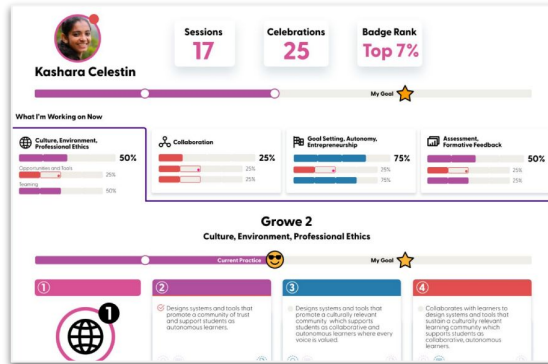 Sessions
17
Celebrations
25
Badge Rank
Top 7%
Kashara Celestin
My Goal
What I'm Working on Now
Culture, Environment,
Professional Ethics
50%
Opportunities and Tools
25%
Teaming
50%
Collaboration
25%
25%
25%
Goal Setting, Autonomy,
Entrepreneurship
75%
25%
75%
Assessment,
Formative Feedback
50%
25%
25%
Growe 2
Culture, Environment, Professional Ethics
Current Practice
My Goal
1
1
2
Designs systems and tools that
promote a community of trust
and support students as
autonomous learners.
3
Designs systems and tools that
promote a culturally relevant
community which supports
students as collaborative and
autonomous learners where every
voice is valued.
4
Collaborates with learners to
design systems and tools that
sustain a culturally relevant
learning community which
supports students as
collaborative, autonomous
learners.